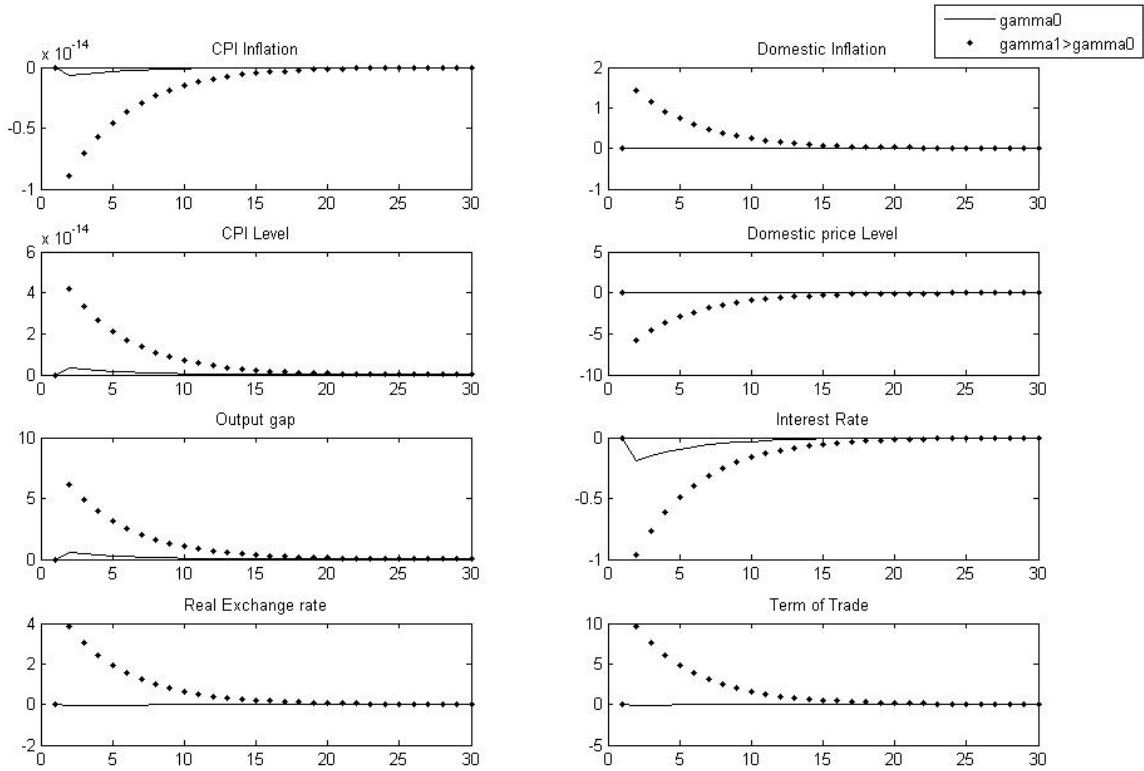 gamma0
gamma1>gamma0
x 10^-14
CPI Inflation
0
-0.5
-1
0 5 10 15 20 25 30
Domestic Inflation
2
1
0
-1
0 5 10 15 20 25 30
x 10^-14
CPI Level
6
4
2
0
0 5 10 15 20 25 30
Domestic price Level
5
0
-5
-10
0 5 10 15 20 25 30
Output gap
10
5
0
0 5 10 15 20 25 30
Interest Rate
0
-0.5
-1
0 5 10 15 20 25 30
Real Exchange rate
4
2
0
-2
0 5 10 15 20 25 30
Term of Trade
10
5
0
-5
0 5 10 15 20 25 30